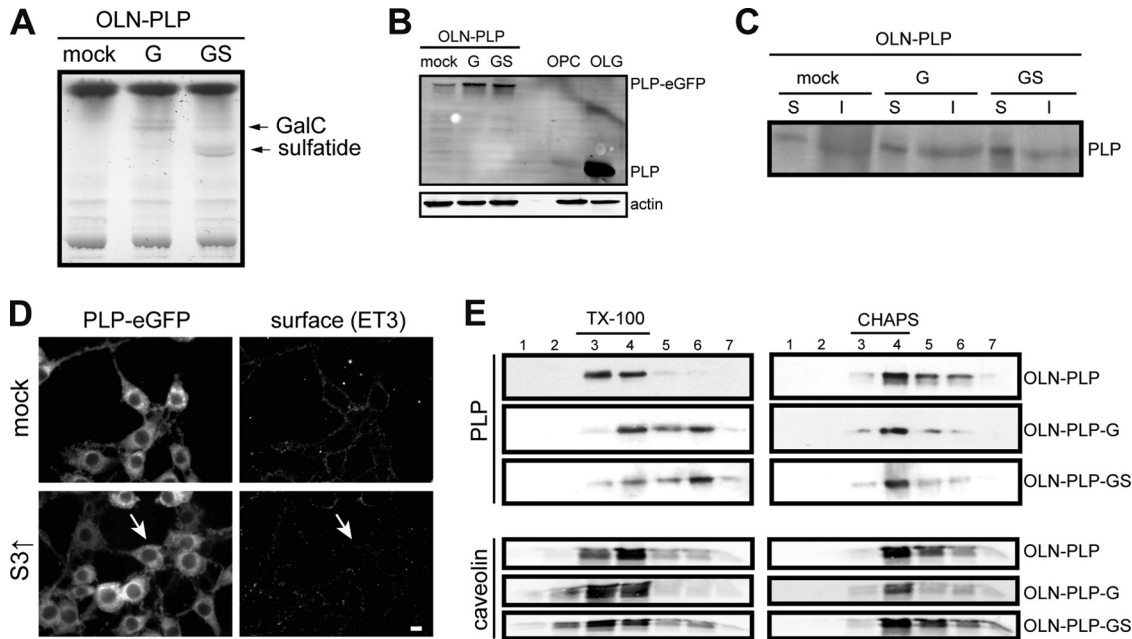 A
OLN-PLP
mock G GS
GalC
sulfatide
B
OLN-PLP
mock G GS OPC OLG
PLP-eGFP
PLP
actin
C
OLN-PLP
mock G GS
S I S I S I
PLP
D
PLP-eGFP surface (ET3)
mock
S3↑
E
TX-100 CHAPS
1 2 3 4 5 6 7 1 2 3 4 5 6 7
PLP
OLN-PLP
OLN-PLP-G
OLN-PLP-GS
caveolin
OLN-PLP
OLN-PLP-G
OLN-PLP-GS